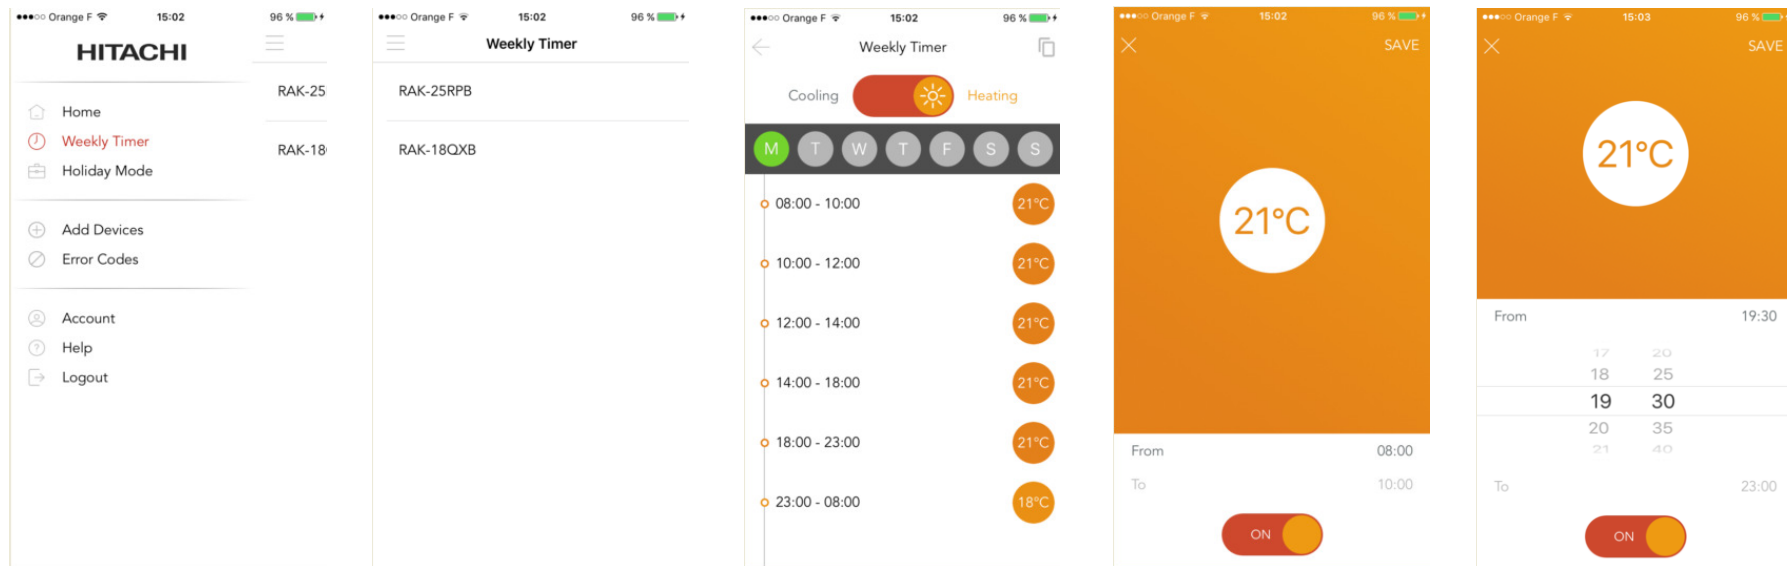 Orange F 15:02 96 %
HITACHI
Home
Weekly Timer
Holiday Mode
Add Devices
Error Codes
Account
Help
Logout
RAK-25
RAK-18
Orange F 15:02 96 %
Weekly Timer
RAK-25RPB
RAK-18QXB
Orange F 15:02 96 %
Weekly Timer
Cooling Heating
M T W T F S S
08:00 - 10:00 21°C
10:00 - 12:00 21°C
12:00 - 14:00 21°C
14:00 - 18:00 21°C
18:00 - 23:00 21°C
23:00 - 08:00 18°C
Orange F 15:02 96 %
SAVE
21°C
From 08:00
To 10:00
ON
Orange F 15:03 96 %
SAVE
21°C
From 19:30
17 20
18 25
19 30
20 35
21 40
To 23:00
ON